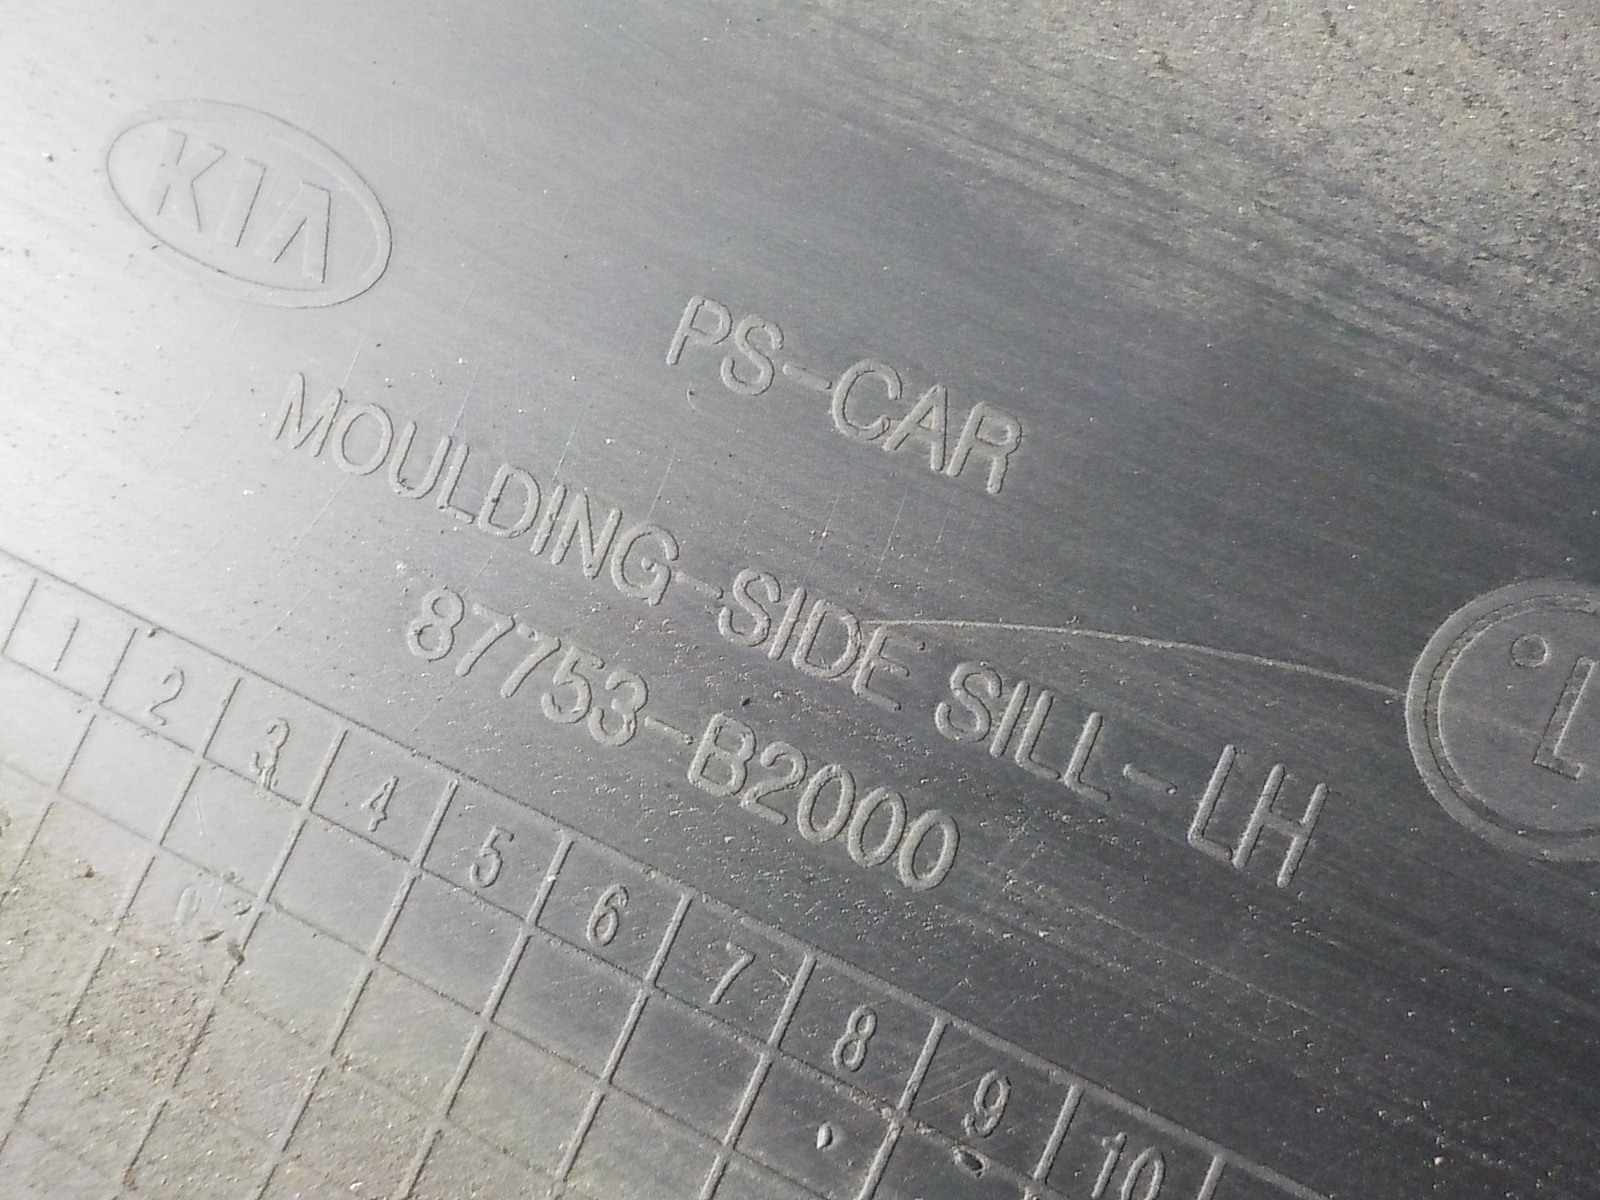 KIA
PS-CAR
MOULDING-SIDE SILL-LH
87753-B2000
1 2 3 4 5 6 7 8 9 10
L